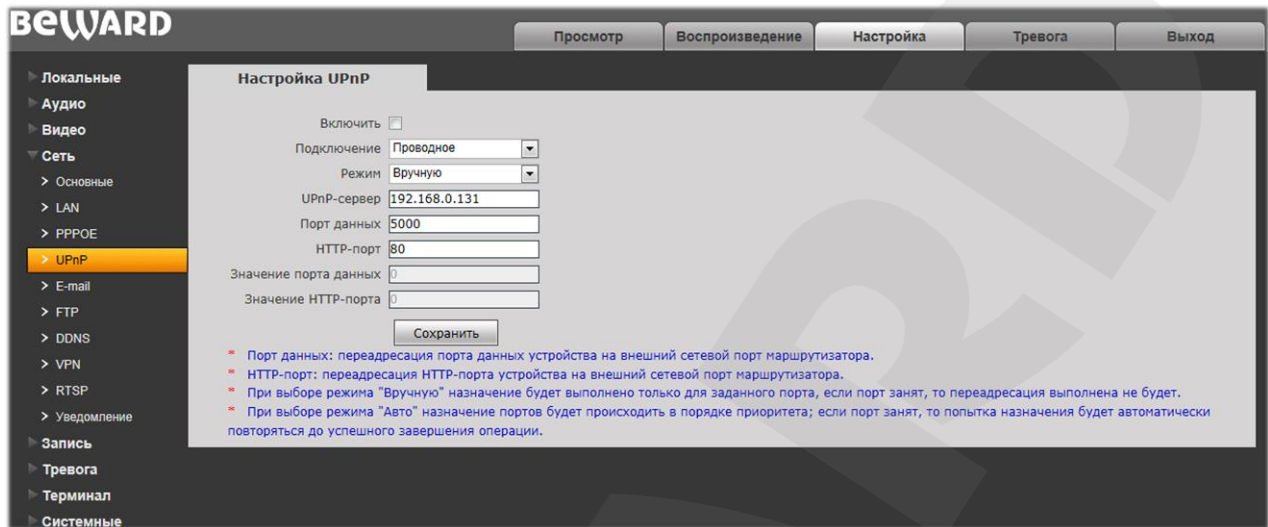 BEWARD
Просмотр Воспроизведение Настройка Тревога Выход
Локальные
Аудио
Видео
Сеть
> Основные
> LAN
> PPPOE
> UPnP
> E-mail
> FTP
> DDNS
> VPN
> RTSP
> Уведомление
Запись
Тревога
Терминал
Системные
Настройка UPnP
Включить
Подключение Проводное
Режим Вручную
UPnP-сервер 192.168.0.131
Порт данных 5000
HTTP-порт 80
Значение порта данных 0
Значение HTTP-порта 0
Сохранить
* Порт данных: переадресация порта данных устройства на внешний сетевой порт маршрутизатора.
* HTTP-порт: переадресация HTTP-порта устройства на внешний сетевой порт маршрутизатора.
* При выборе режима "Вручную" назначение будет выполнено только для заданного порта, если порт занят, то переадресация выполнена не будет.
* При выборе режима "Авто" назначение портов будет происходить в порядке приоритета; если порт занят, то попытка назначения будет автоматически
повторяться до успешного завершения операции.